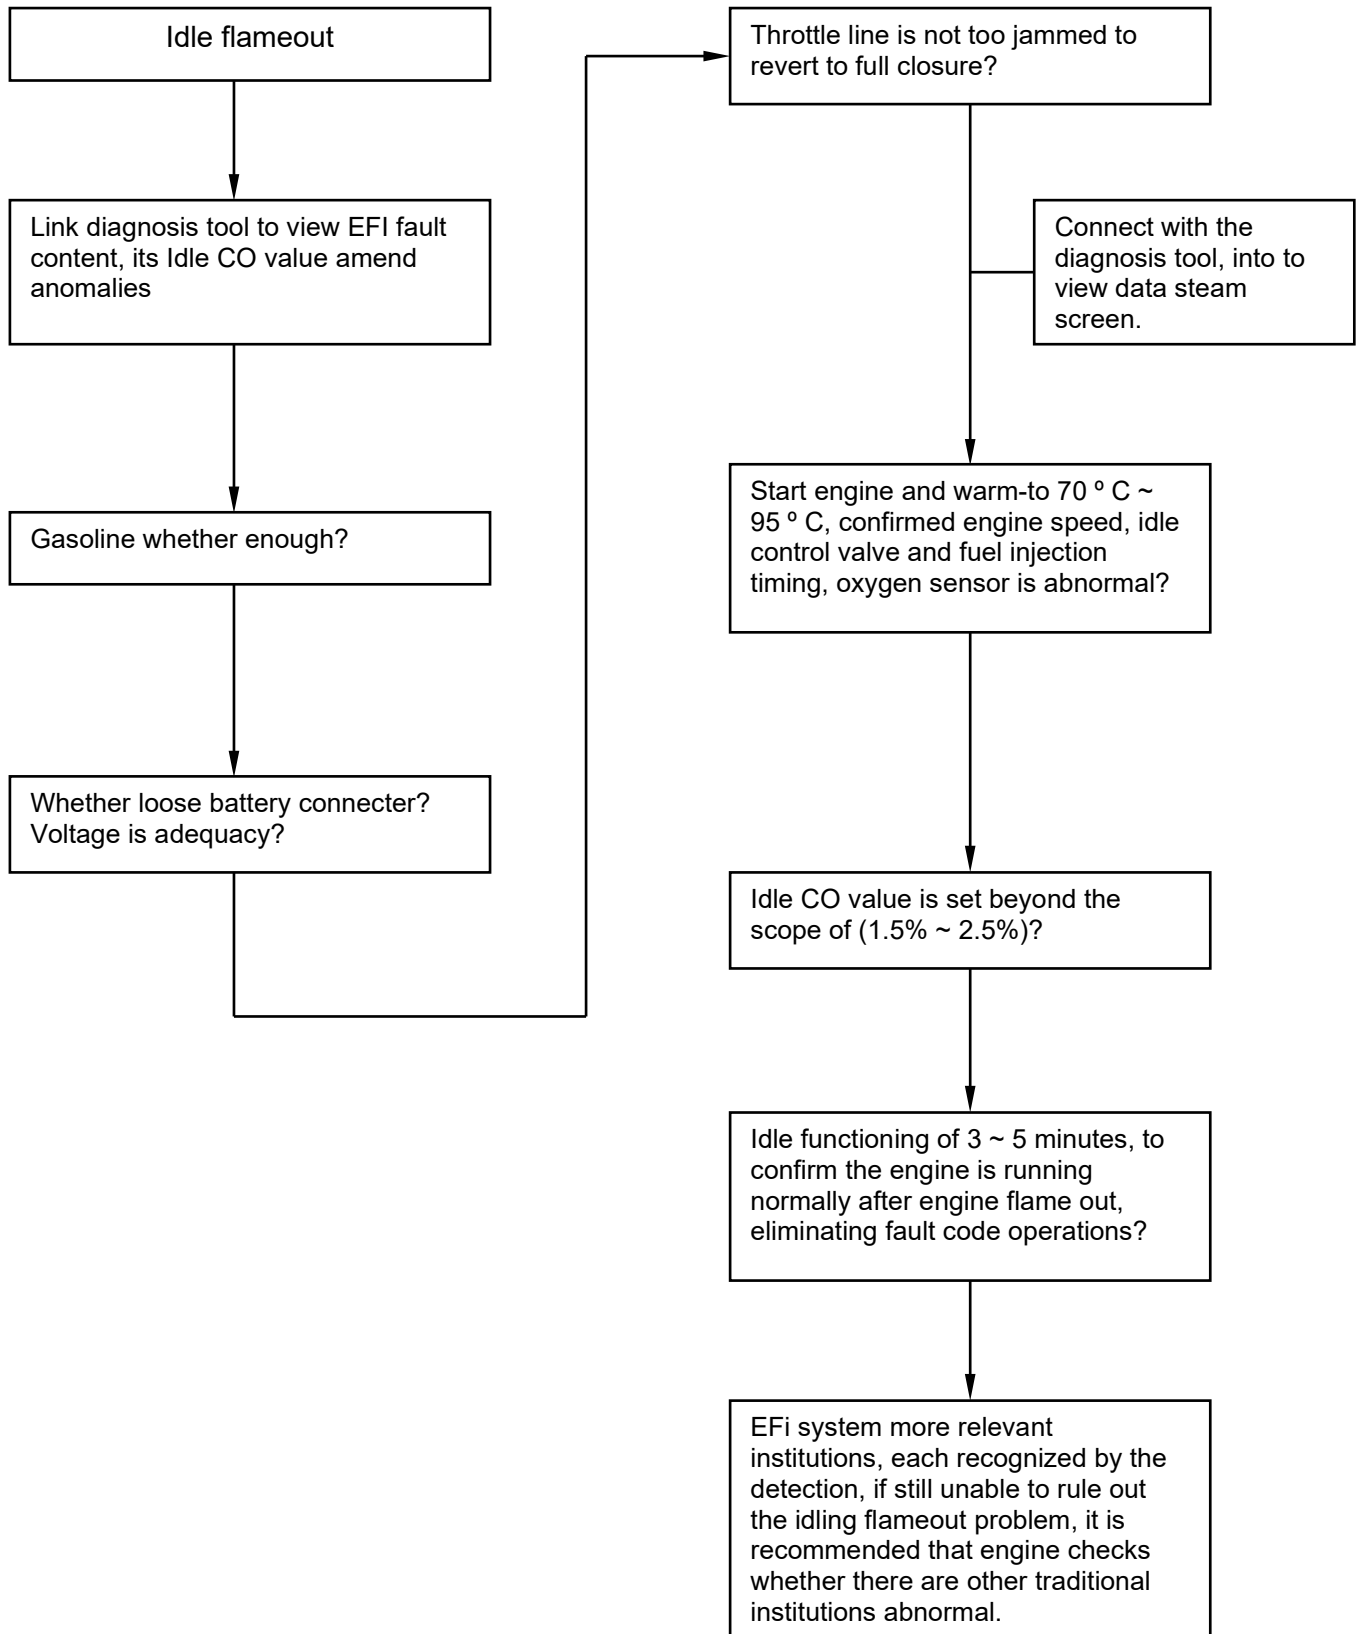 Idle flameout
Link diagnosis tool to view EFI fault
content, its Idle CO value amend
anomalies
Gasoline whether enough?
Whether loose battery connecter?
Voltage is adequacy?
Throttle line is not too jammed to
revert to full closure?
Connect with the
diagnosis tool, into to
view data steam
screen.
Start engine and warm-to 70 º C ~
95 º C, confirmed engine speed, idle
control valve and fuel injection
timing, oxygen sensor is abnormal?
Idle CO value is set beyond the
scope of (1.5% ~ 2.5%)?
Idle functioning of 3 ~ 5 minutes, to
confirm the engine is running
normally after engine flame out,
eliminating fault code operations?
EFi system more relevant
institutions, each recognized by the
detection, if still unable to rule out
the idling flameout problem, it is
recommended that engine checks
whether there are other traditional
institutions abnormal.